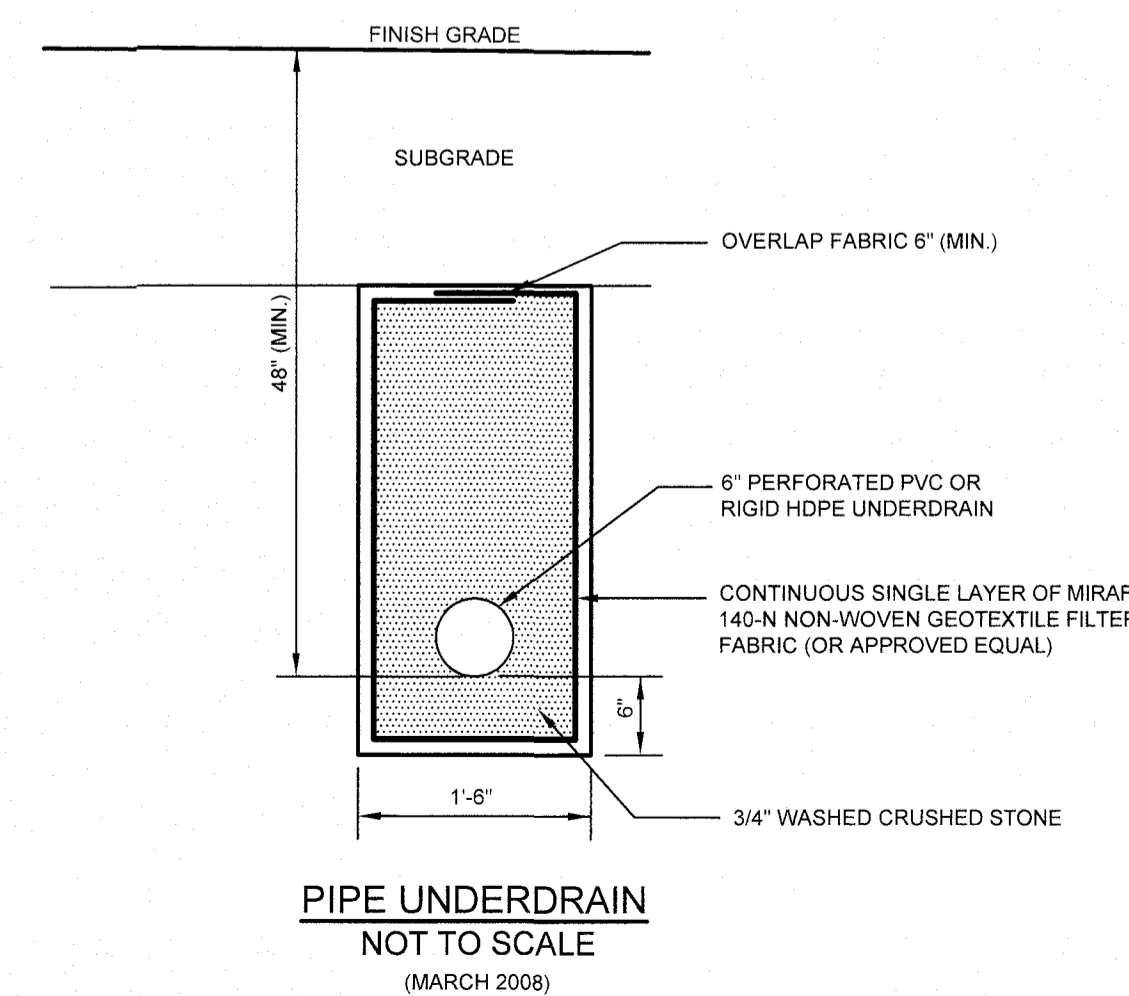 FINISH GRADE
SUBGRADE
OVERLAP FABRIC 6" (MIN.)
48" (MIN.)
6" PERFORATED PVC OR
RIGID HDPE UNDERDRAIN
CONTINUOUS SINGLE LAYER OF
140-N NON-WOVEN GEOTEXTILE
FABRIC (OR APPROVED EQUAL)
6"
1'-6"
3/4" WASHED CRUSHED STONE
PIPE UNDERDRAIN
NOT TO SCALE
(MARCH 2008)